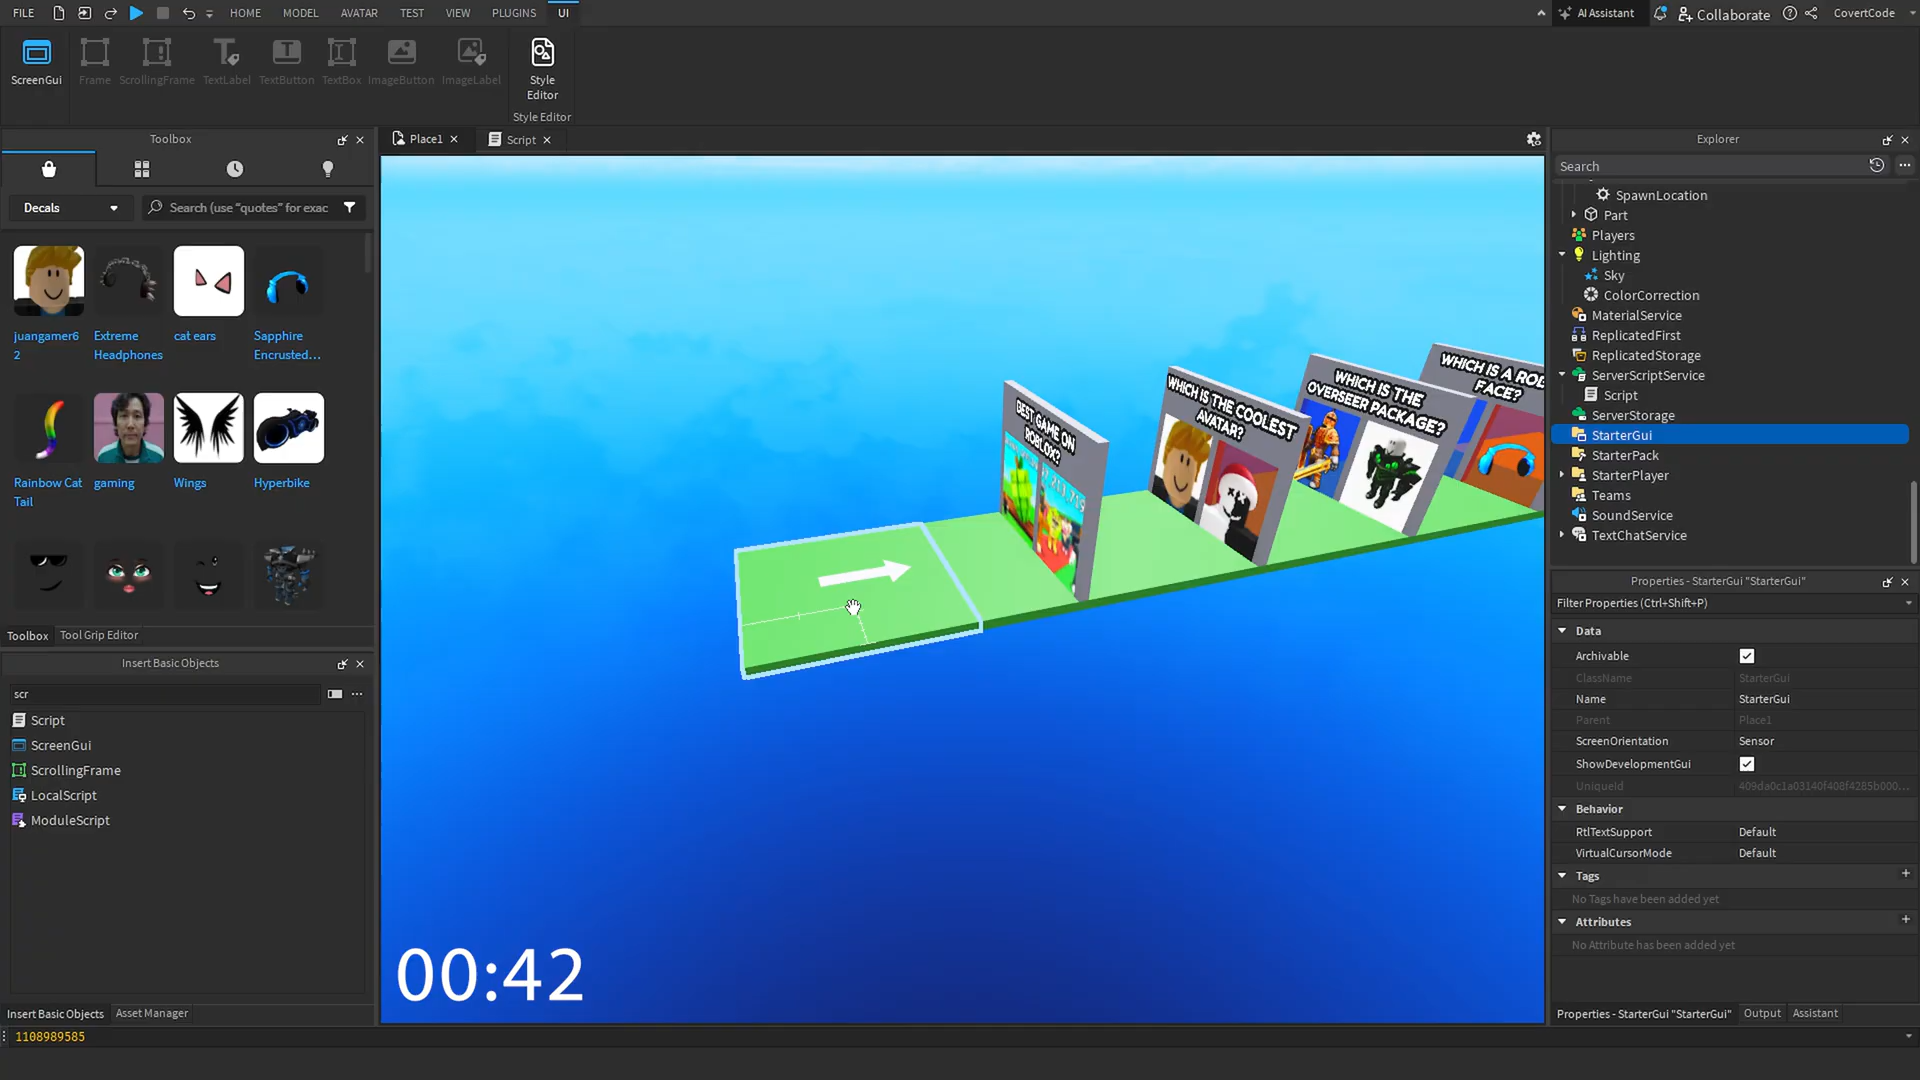 FILE
HOME
MODEL
AVATAR
TEST
VIEW
PLUGINS
UI
AI Assistant
Collaborate
CovertCode
ScreenGui
Frame
ScrollingFrame
TextLabel
TextButton
TextBox
ImageButton
ImageLabel
Style
Editor
Style Editor
Toolbox
Place1
Script
Explorer
Decals
Search (use "quotes" for exac
juangamer6
2
Extreme
Headphones
cat ears
Sapphire
Encrusted...
Rainbow Cat
Tail
gaming
Wings
Hyperbike
Toolbox
Tool Grip Editor
Insert Basic Objects
scr
Script
ScreenGui
ScrollingFrame
LocalScript
ModuleScript
Insert Basic Objects
Asset Manager
1108989585
BEST GAME ON
ROBLOX?
WHICH IS THE COOLEST
AVATAR?
WHICH IS THE
OVERSEER PACKAGE?
WHICH IS A RO
FACE?
00:42
Search
SpawnLocation
Part
Players
Lighting
Sky
ColorCorrection
MaterialService
ReplicatedFirst
ReplicatedStorage
ServerScriptService
Script
ServerStorage
StarterGui
StarterPack
StarterPlayer
Teams
SoundService
TextChatService
Properties - StarterGui "StarterGui"
Filter Properties (Ctrl+Shift+P)
Data
Archivable
ClassName StarterGui
Name StarterGui
Parent Place1
ScreenOrientation Sensor
ShowDevelopmentGui
UniqueId 409da0c1a03140f408f4285b000...
Behavior
RtlTextSupport Default
VirtualCursorMode Default
Tags
No Tags have been added yet
Attributes
No Attribute has been added yet
Properties - StarterGui "StarterGui"
Output
Assistant